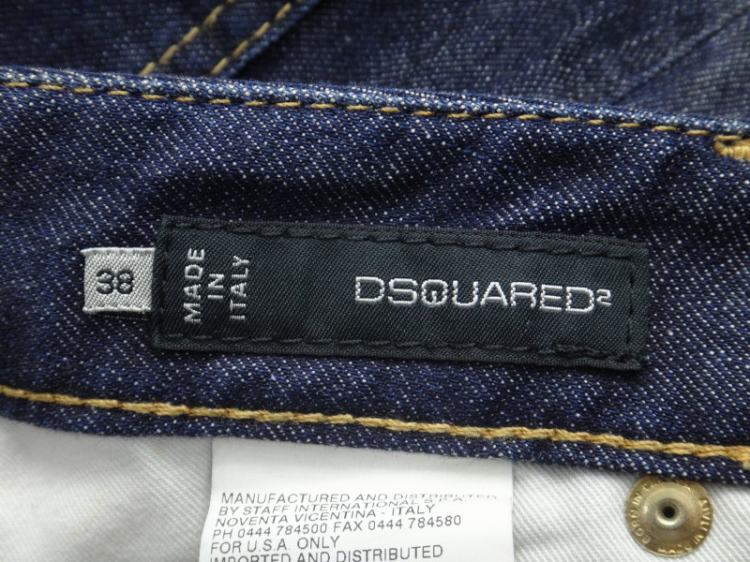 38
MADE
IN
ITALY
DSQUARED²
MANUFACTURED AND DISTRIBUTED
BY STAFF INTERNATIONAL S.P.A.
NOVENTA VICENTINA - ITALY
PH 0444 784500 FAX 0444 784580
FOR U.S.A. ONLY
IMPORTED AND DISTRIBUTED